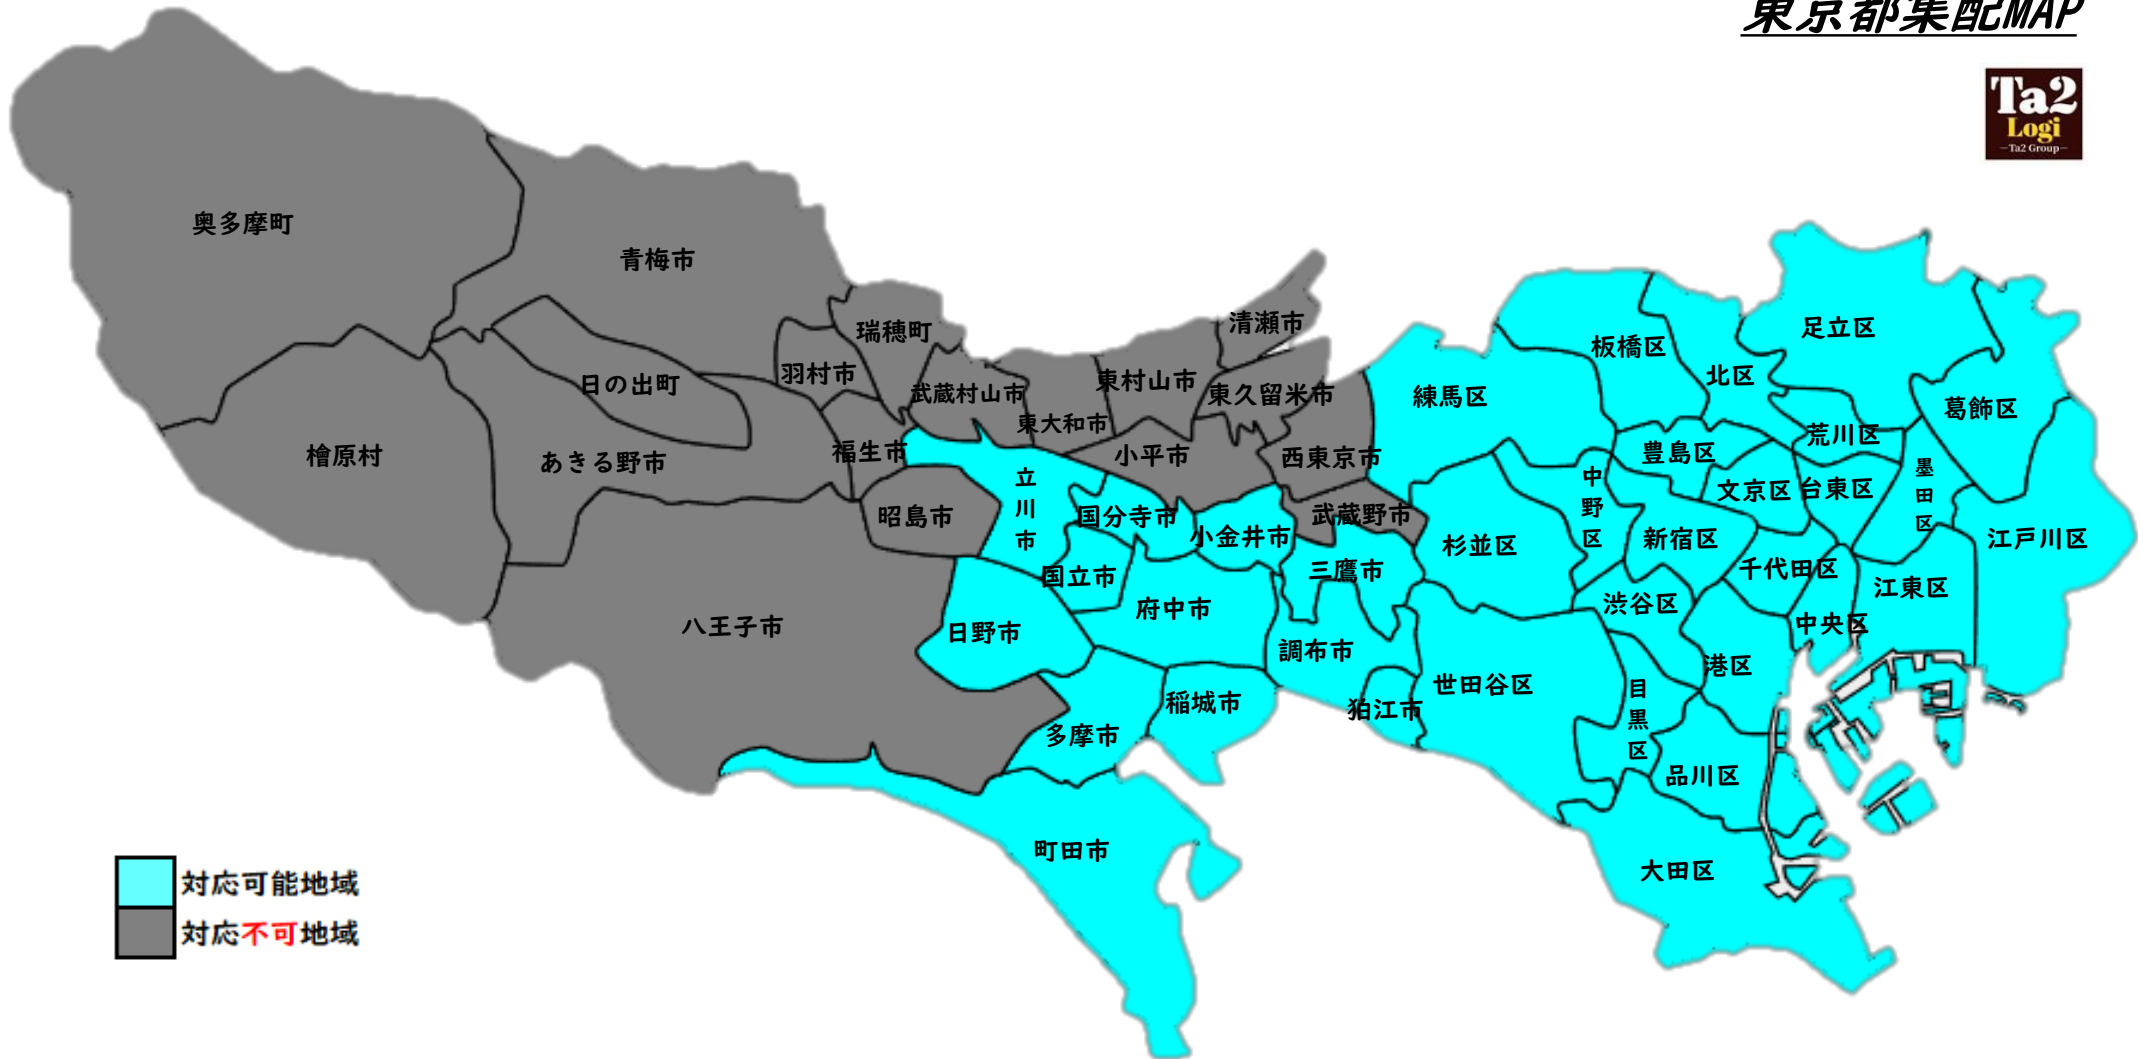 東京都集配MAP
Ta2
Logi
—Ta2 Group—
奥多摩町
青梅市
瑞穂町
清瀬市
羽村市
日の出町
武蔵村山市
東村山市
東久留米市
東大和市
檜原村
あきる野市
福生市
小平市
西東京市
昭島市
立川市
国分寺市
小金井市
武蔵野市
国立市
三鷹市
府中市
八王子市
日野市
調布市
稲城市
狛江市
多摩市
町田市
足立区
板橋区
北区
練馬区
葛飾区
荒川区
豊島区
文京区
台東区
墨田区
中野区
新宿区
杉並区
江戸川区
千代田区
江東区
渋谷区
中央区
港区
世田谷区
目黒区
品川区
大田区
対応可能地域
対応不可地域